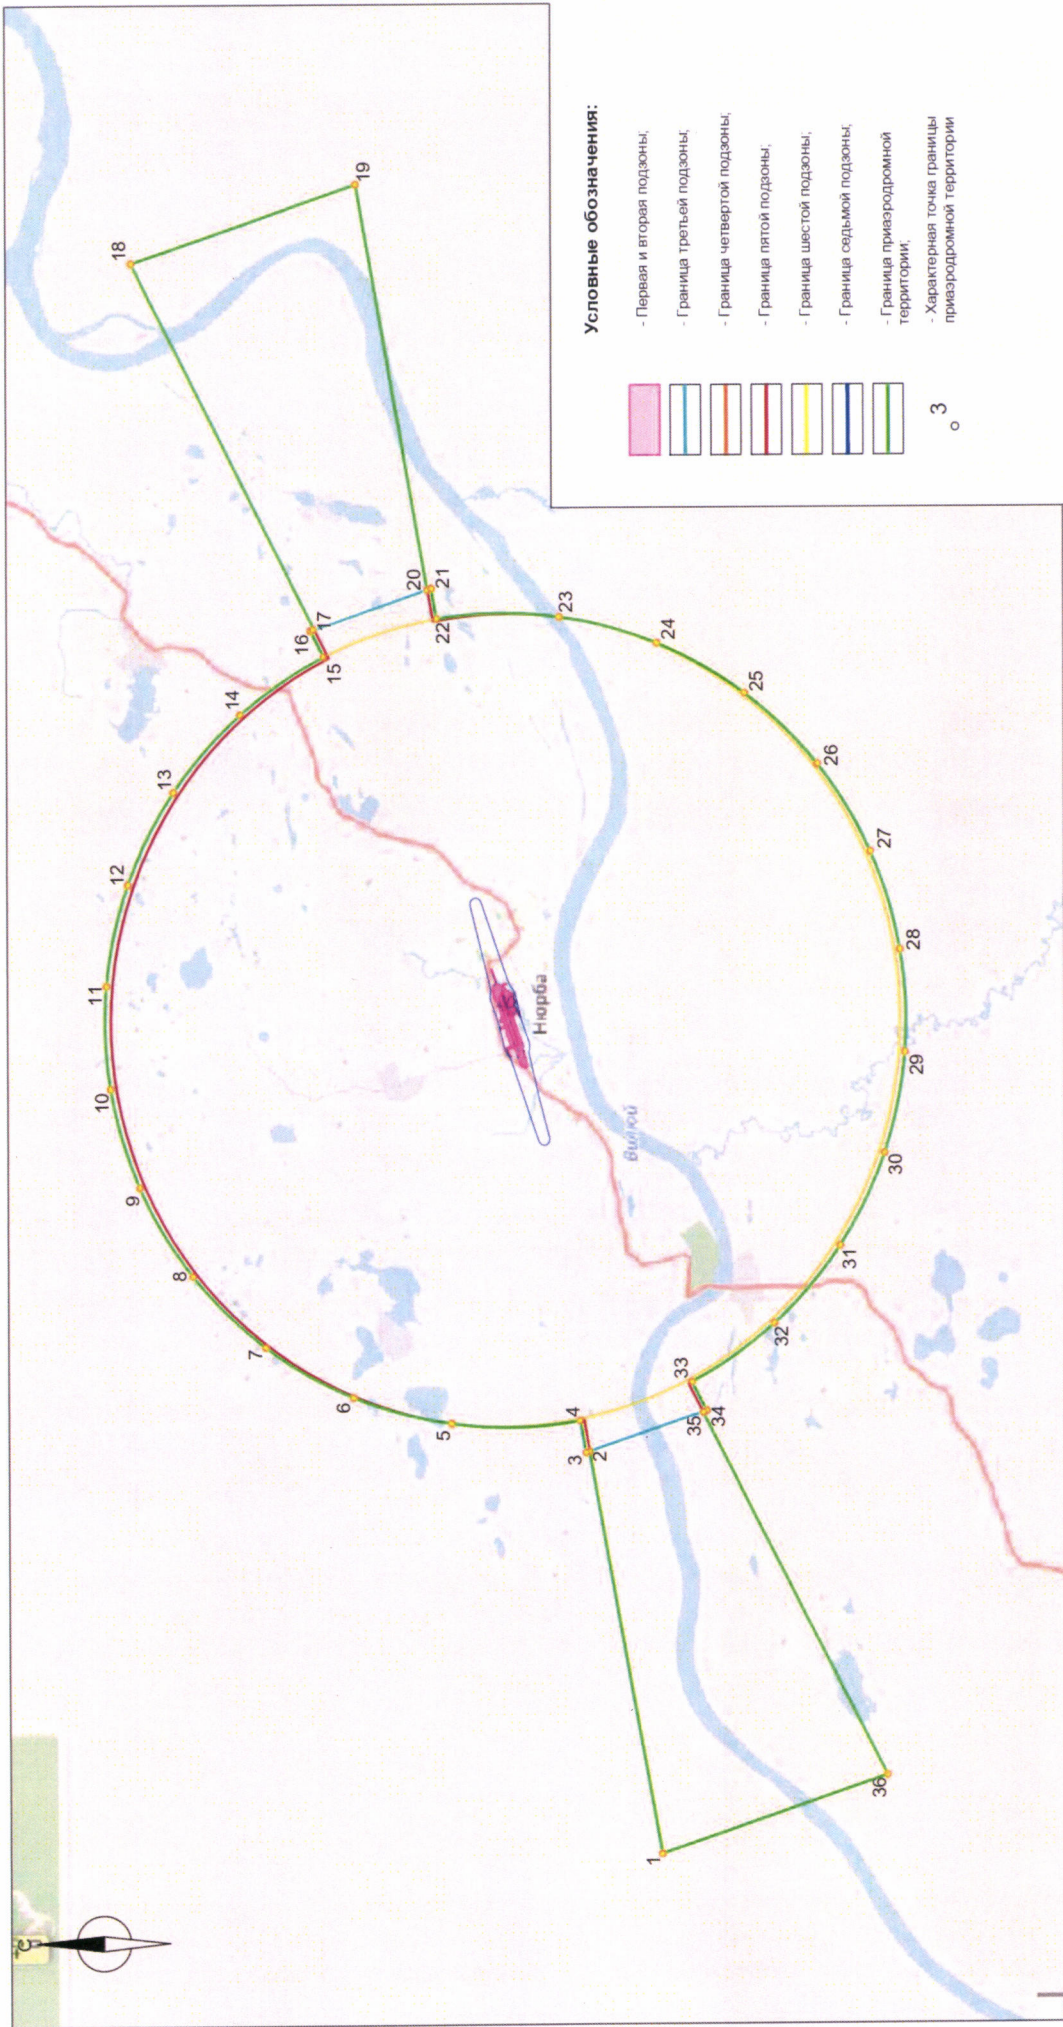 С
18
19
16
17
15
20
21
22
14
13
12
11
10
9
8
7
6
5
4
3
2
1
23
24
25
26
27
28
29
30
31
32
33
34
35
36
Нюрба
Вилюй
Условные обозначения:
- Первая и вторая подзоны;
- Граница третьей подзоны;
- Граница четвертой подзоны;
- Граница пятой подзоны;
- Граница шестой подзоны;
- Граница седьмой подзоны;
- Граница приаэродромной
территории;
3
- Характерная точка границы
приаэродромной территории